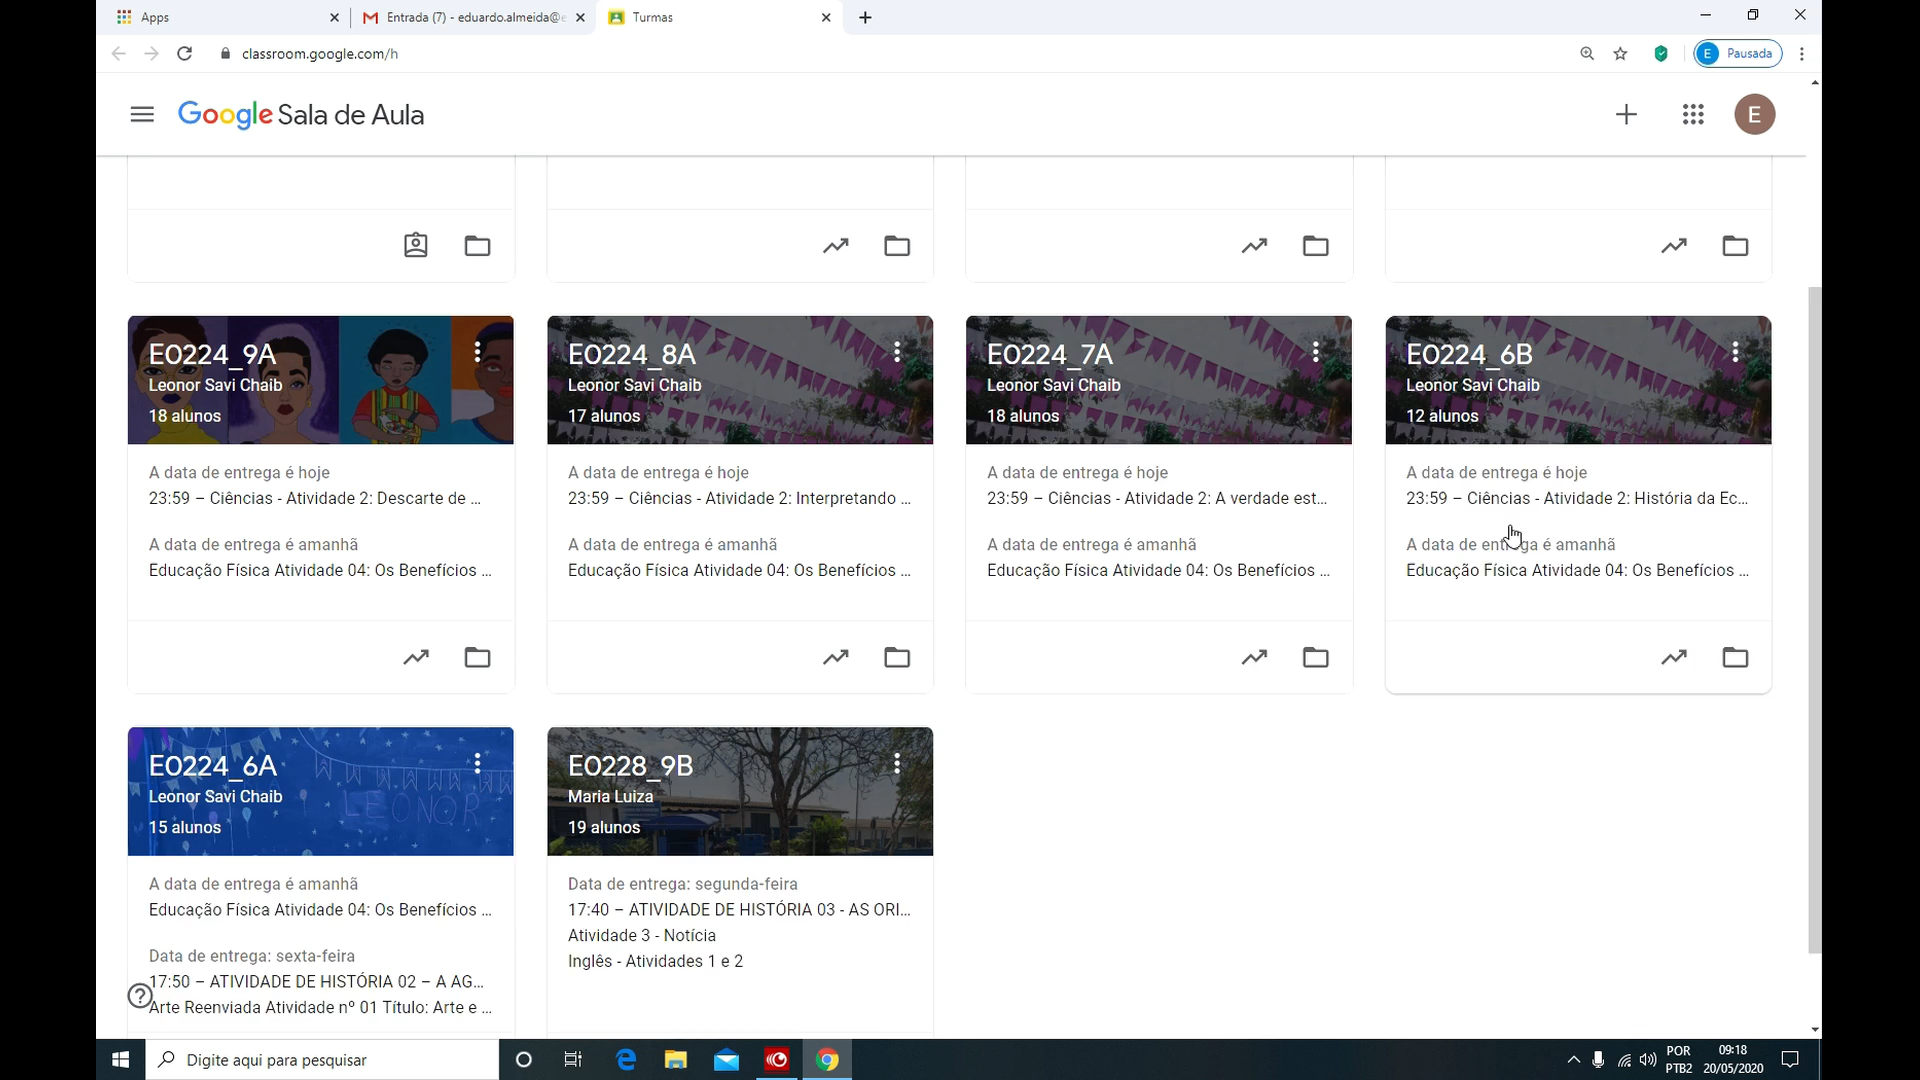 Apps
Entrada (7) - eduardo.almeida@e
Turmas
classroom.google.com/h
E Pausada
Google Sala de Aula
E
E0224_9A
Leonor Savi Chaib
18 alunos
E0224_8A
Leonor Savi Chaib
17 alunos
E0224_7A
Leonor Savi Chaib
18 alunos
E0224_6B
Leonor Savi Chaib
12 alunos
A data de entrega é hoje
23:59 – Ciências - Atividade 2: Descarte de ...
A data de entrega é amanhã
Educação Física Atividade 04: Os Benefícios ...
A data de entrega é hoje
23:59 – Ciências - Atividade 2: Interpretando ...
A data de entrega é amanhã
Educação Física Atividade 04: Os Benefícios ...
A data de entrega é hoje
23:59 – Ciências - Atividade 2: A verdade est...
A data de entrega é amanhã
Educação Física Atividade 04: Os Benefícios ...
A data de entrega é hoje
23:59 – Ciências - Atividade 2: História da Ec...
A data de entrega é amanhã
Educação Física Atividade 04: Os Benefícios ...
E0224_6A
Leonor Savi Chaib
15 alunos
LEONOR
E0228_9B
Maria Luiza
19 alunos
A data de entrega é amanhã
Educação Física Atividade 04: Os Benefícios ...
Data de entrega: sexta-feira
17:50 – ATIVIDADE DE HISTÓRIA 02 – A AG...
Arte Reenviada Atividade nº 01 Título: Arte e ...
Data de entrega: segunda-feira
17:40 – ATIVIDADE DE HISTÓRIA 03 - AS ORI...
Atividade 3 - Notícia
Inglês - Atividades 1 e 2
Digite aqui para pesquisar
POR
PTB2
09:18
20/05/2020